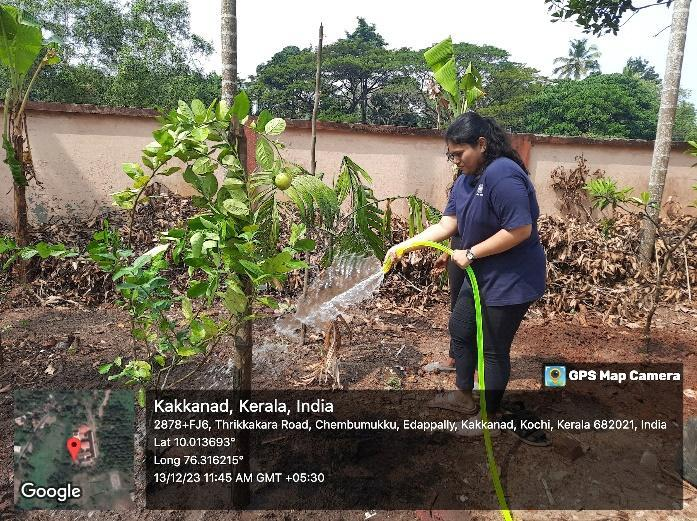 GPS Map Camera
Kakkanad, Kerala, India
2878+FJ6, Thrikkakara Road, Chembumukku, Edappally, Kakkanad, Kochi, Kerala 682021, India
Lat 10.013693°
Long 76.316215°
13/12/23 11:45 AM GMT +05:30
Google